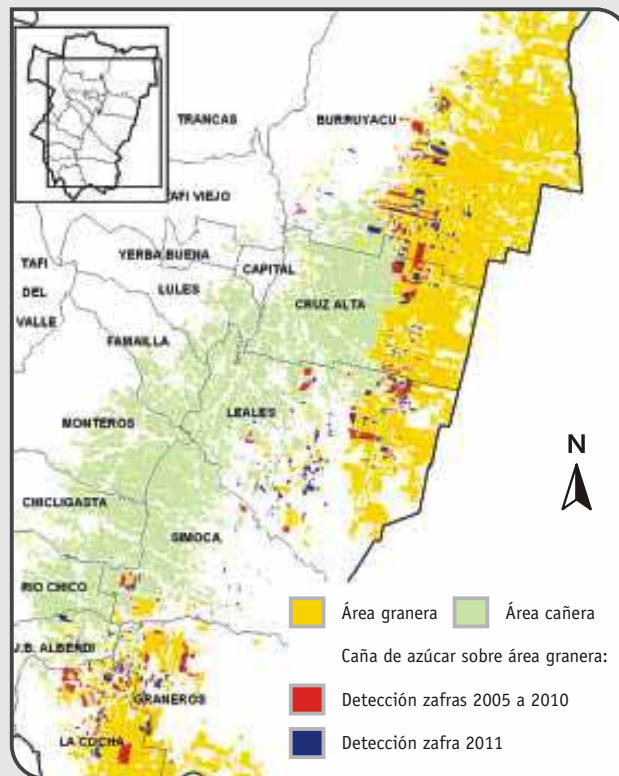 TRANCAS
BURRUYACU
TAFI VIEJO
YERBA BUENA
TAFI
DEL
VALLE
LULES
CAPITAL
CRUZ ALTA
FAMAILLA
LEALES
MONTEROS
CHICLIGASTA
SIMOCA
N
RIO CHICO
J.B. ALBERDI
GRANEROS
LA COCHA
Área granera
Área cañera
Caña de azúcar sobre área granera:
Detección zafras 2005 a 2010
Detección zafra 2011